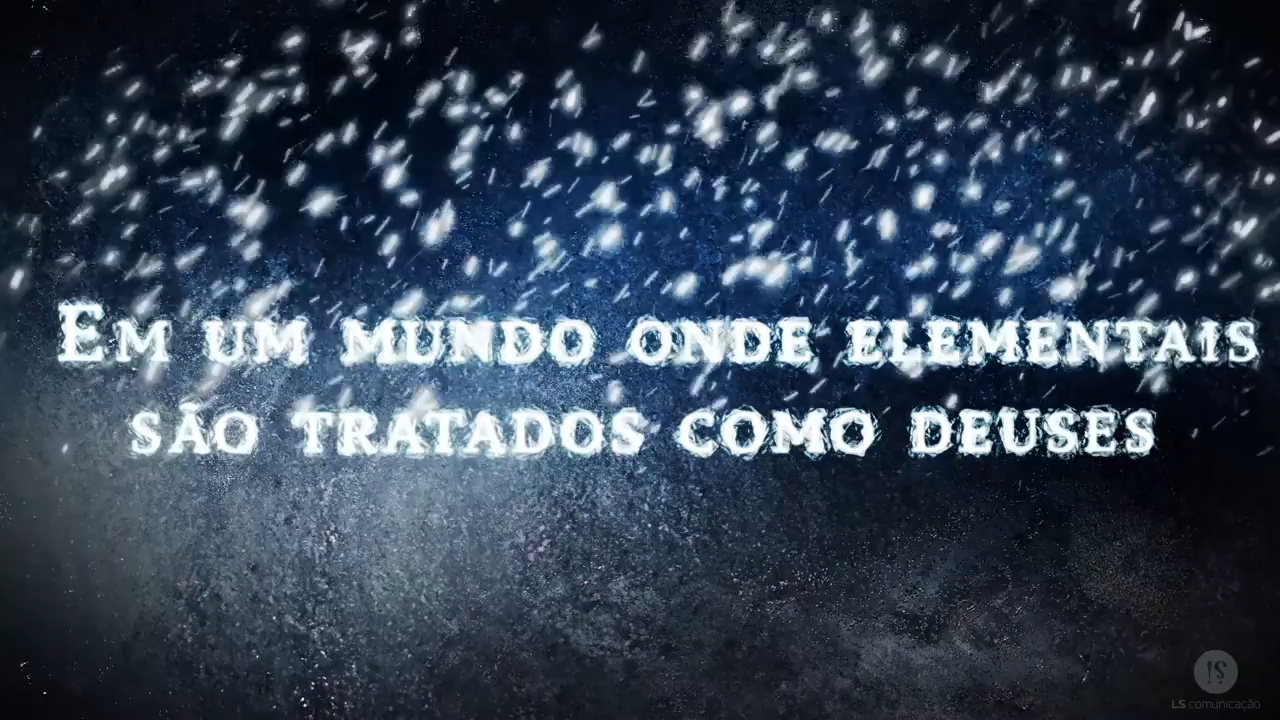 Em um mundo onde elementais
são tratados como deuses
LS comunicação